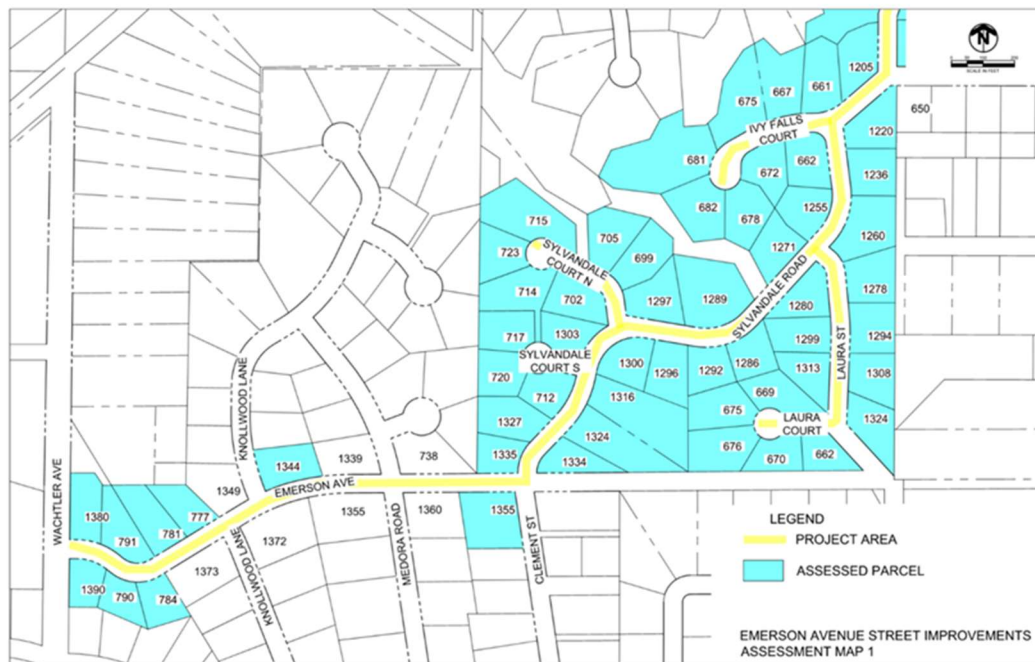 N
SCALE IN FEET
1205
661
667
675
650
IVY FALLS
COURT
1220
681
672
662
1236
682
678
1255
715
705
1260
723
SYLVANDALE
COURT N
699
1271
SYLVANDALE ROAD
714
702
1297
1289
1280
1278
717
1303
1299
1294
LAURA ST
SYLVANDALE
COURT S
1300
1296
1292
1286
1313
1308
720
712
1316
669
675
LAURA
COURT
1324
1327
1324
676
670
662
1335
1334
KNOLLWOOD LANE
1344
1339
738
EMERSON AVE
WACHTLER AVE
1349
777
1355
1360
1355
1380
791
781
1372
MEDORA ROAD
CLEMENT ST
1373
KNOLLWOOD LANE
1390
790
784
LEGEND
PROJECT AREA
ASSESSED PARCEL
EMERSON AVENUE STREET IMPROVEMENTS
ASSESSMENT MAP 1